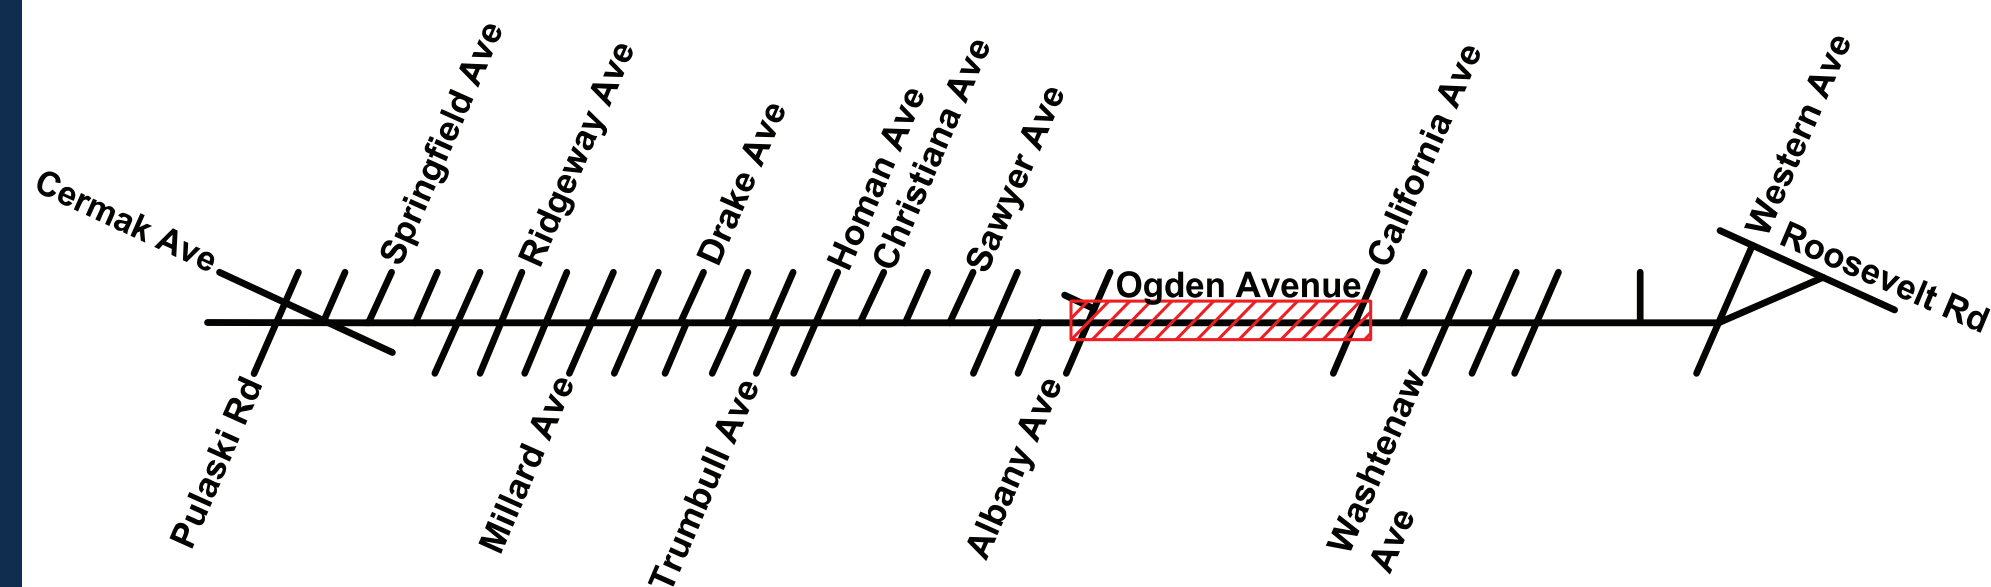 Cermak Ave
Springfield Ave
Ridgeway Ave
Drake Ave
Homan Ave
Christiana Ave
Sawyer Ave
Ogden Avenue
California Ave
Western Ave
Roosevelt Rd
Pulaski Rd
Millard Ave
Trumbull Ave
Albany Ave
Washtenaw
Ave